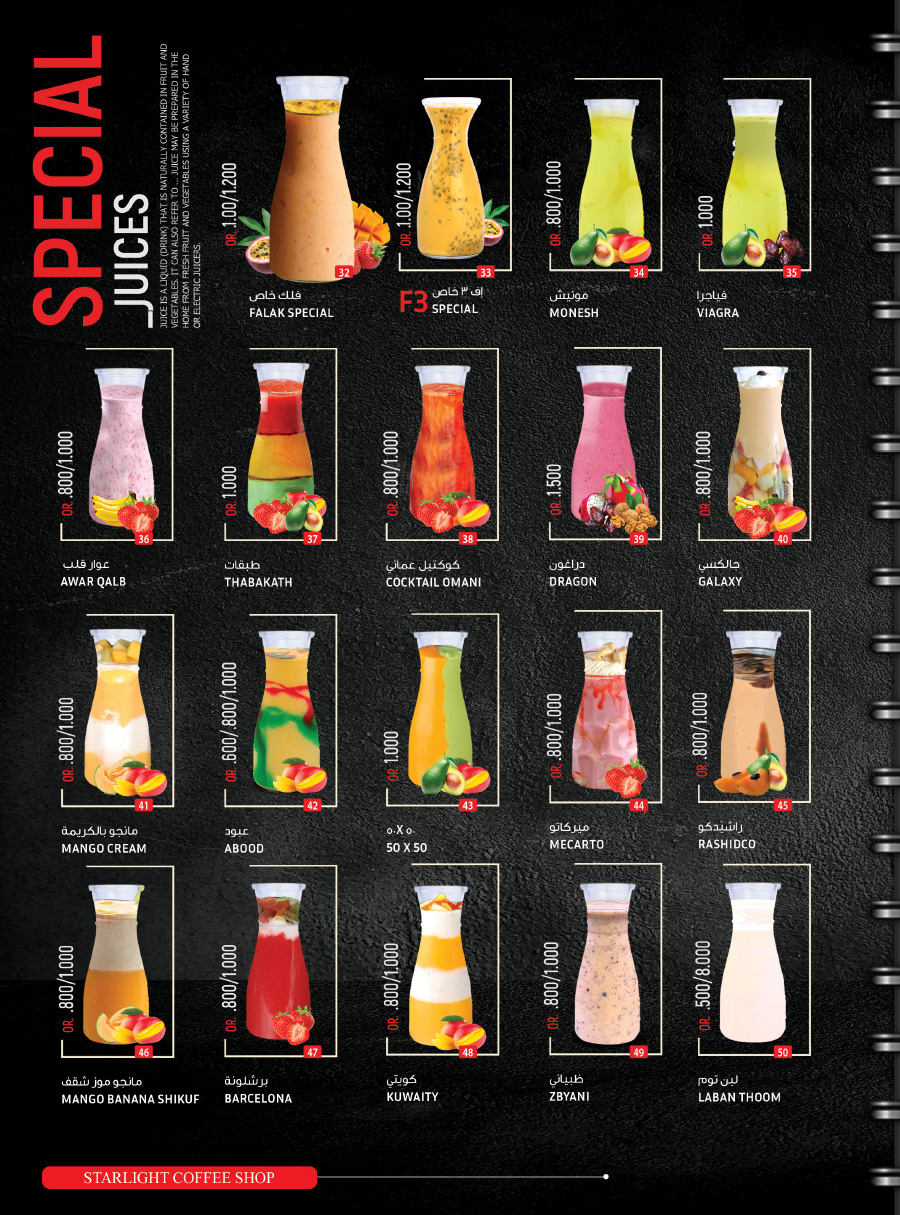 SPECIAL
JUICES
JUICE IS A LIQUID (DRINK) THAT IS NATURALLY CONTAINED IN FRUIT AND
VEGETABLES. IT CAN ALSO REFER TO ... JUICE MAY BE PREPARED IN THE
HOME FROM FRESH FRUIT AND VEGETABLES USING A VARIETY OF HAND
OR ELECTRIC JUICERS.
OR. 1.00/1.200
32
فلك خاص
FALAK SPECIAL
OR. 1.00/1.200
33
F3
اف ٣ خاص
SPECIAL
OR. .800/1.000
34
مونيش
MONESH
OR. 1.000
35
فياجرا
VIAGRA
OR. .800/1.000
36
عوار قلب
AWAR QALB
OR. 1.000
37
طبقات
THABAKATH
OR. .800/1.000
38
كوكتيل عماني
COCKTAIL OMANI
OR. 1.500
39
دراغون
DRAGON
OR. .800/1.000
40
جالكسي
GALAXY
OR. .800/1.000
41
مانجو بالكريمة
MANGO CREAM
OR. .600/.800/1.000
42
عبود
ABOOD
OR. 1.000
43
٥٠X٥٠
50 X 50
OR. .800/1.000
44
ميركاتو
MECARTO
OR. .800/1.000
45
راشيدكو
RASHIDCO
OR. .800/1.000
46
مانجو موز شقف
MANGO BANANA SHIKUF
OR. .800/1.000
47
برشلونة
BARCELONA
OR. .800/1.000
48
كويتي
KUWAITY
OR. .800/1.000
49
ظبياني
ZBYANI
OR. .500/8.000
50
لبن توم
LABAN THOOM
STARLIGHT COFFEE SHOP